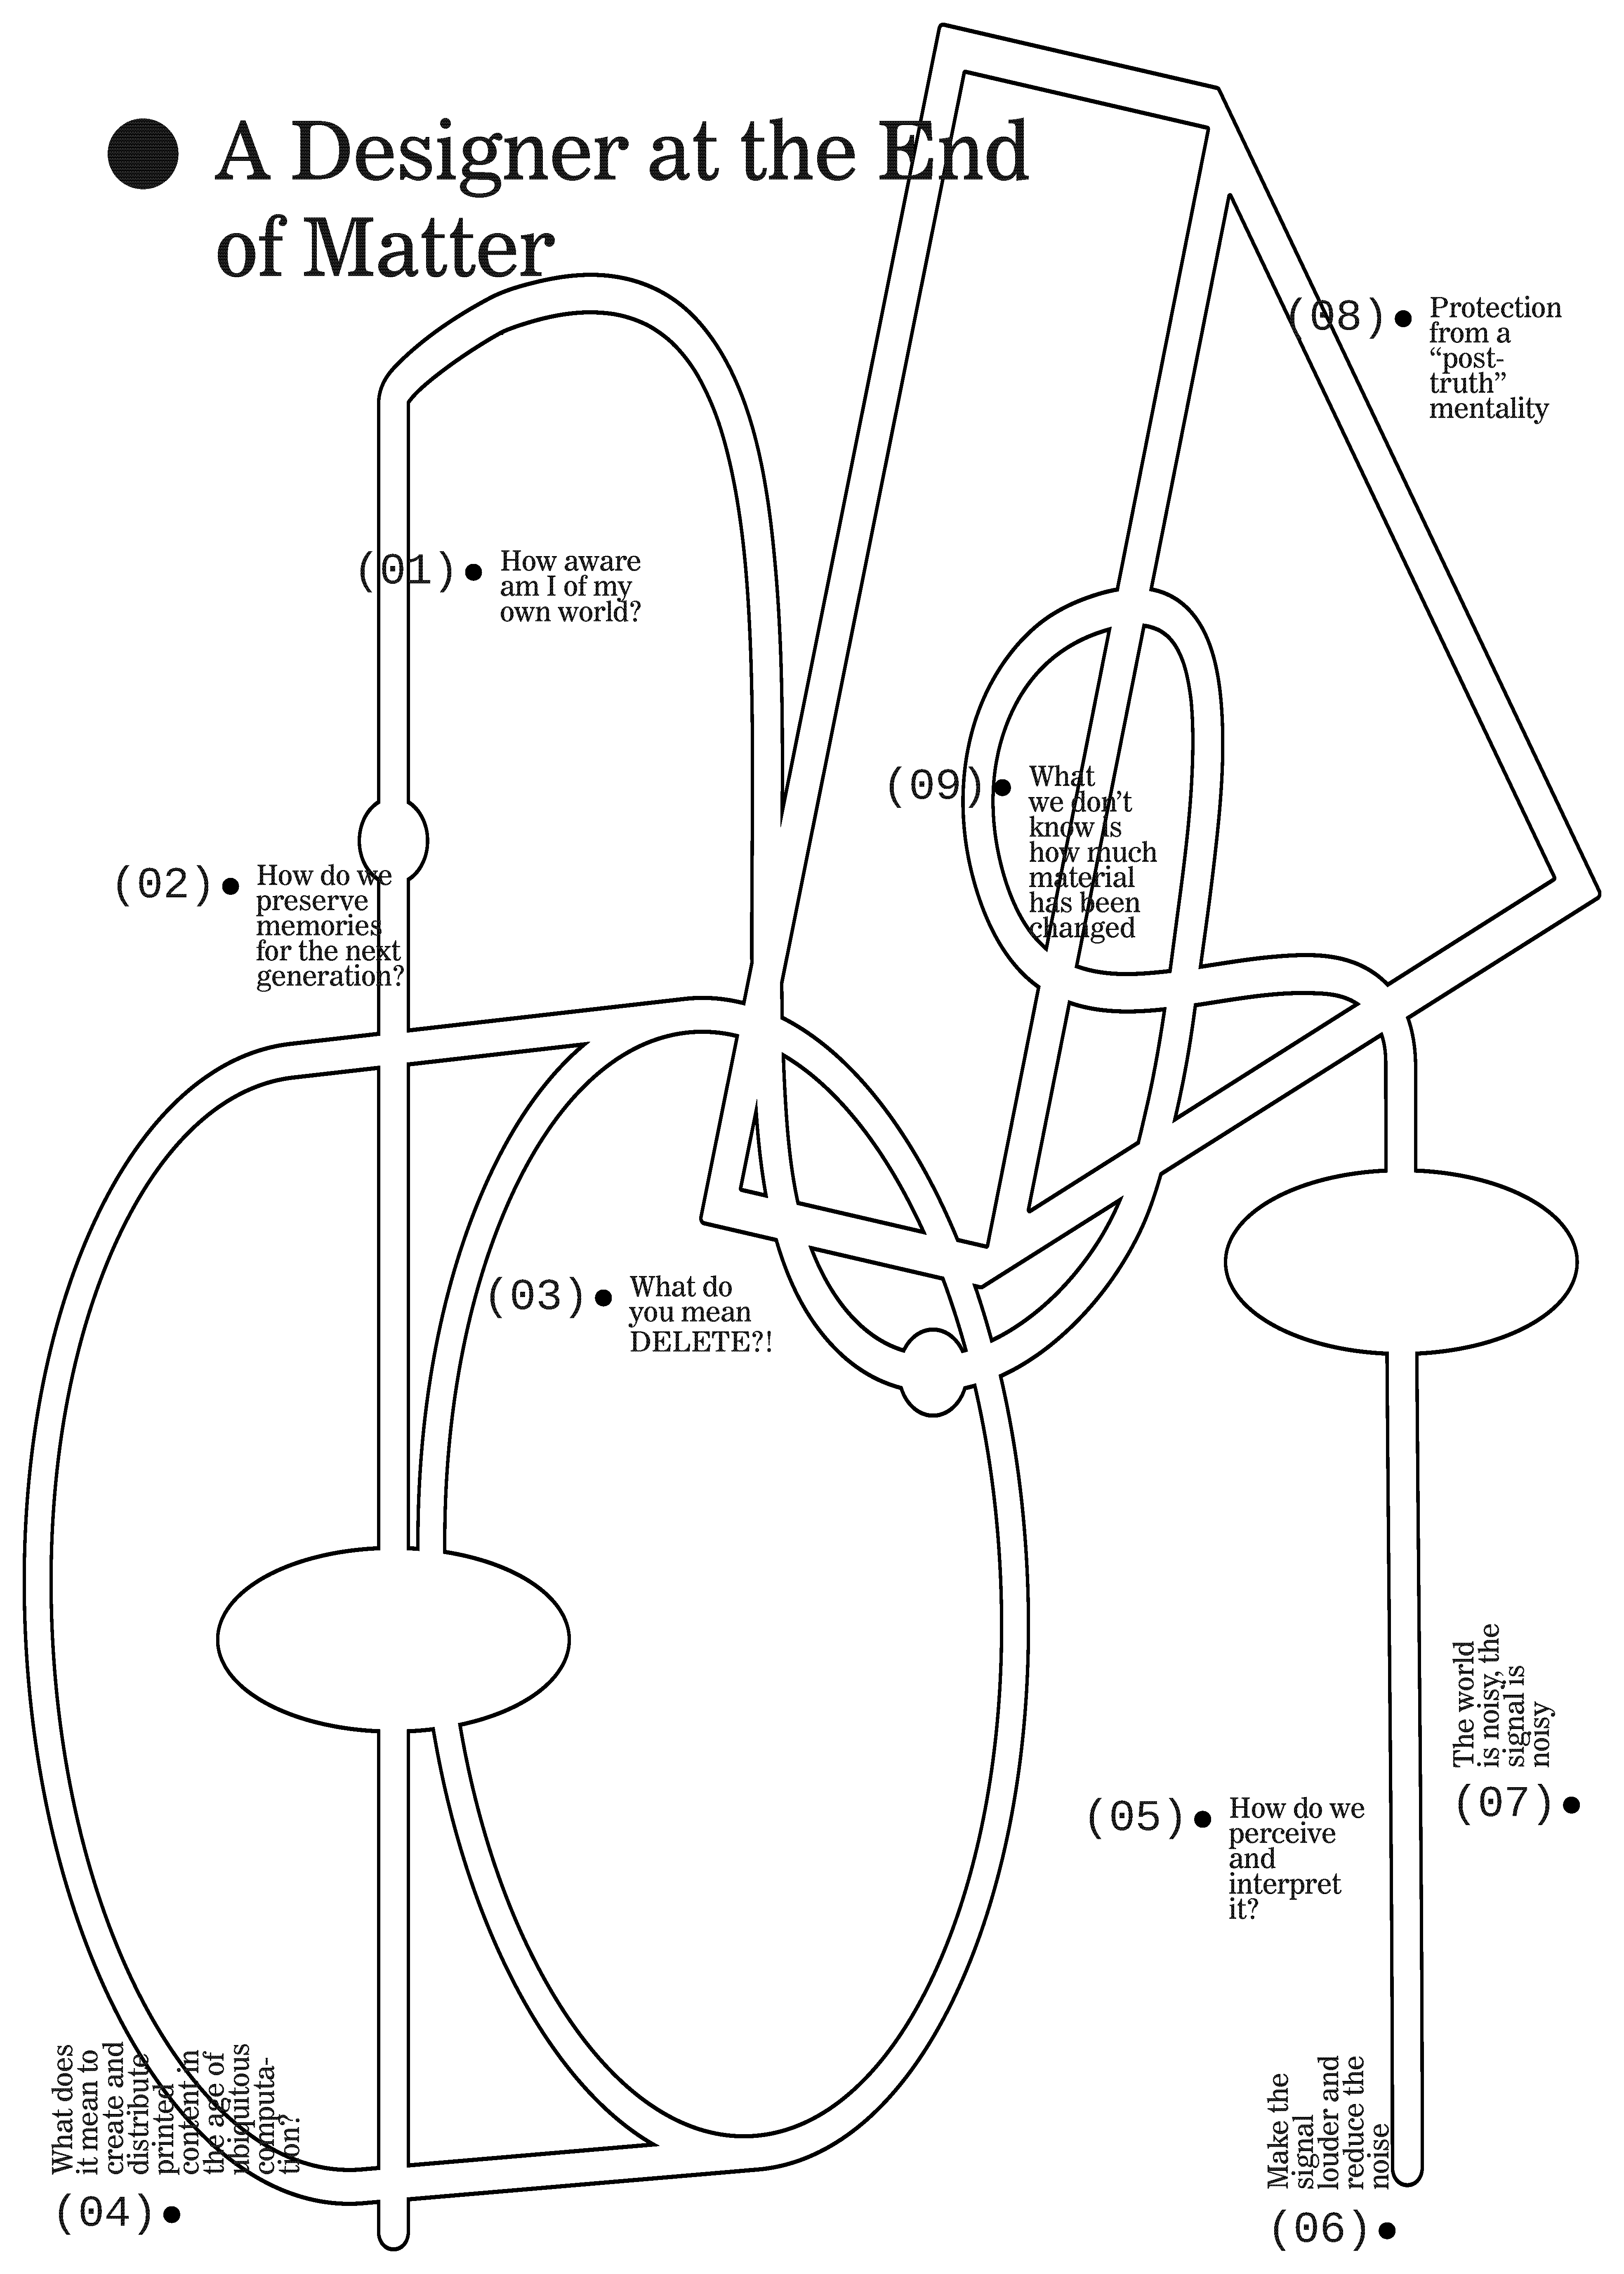 A Designer at the End
of Matter
(01)
How aware
am I of my
own world?
(02)
How do we
preserve
memories
for the next
generation?
(03)
What do
you mean
DELETE?!
(04)
What does
it mean to
create and
distribute
printed
content in
the age of
ubiquitous
computa-
tion?
(05)
How do we
perceive
and
interpret
it?
(06)
Make the
signal
louder and
reduce the
noise
(07)
The world
is noisy, the
signal is
noisy
(08)
Protection
from a
“post-
truth”
mentality
(09)
What
we don’t
know is
how much
material
has been
changed